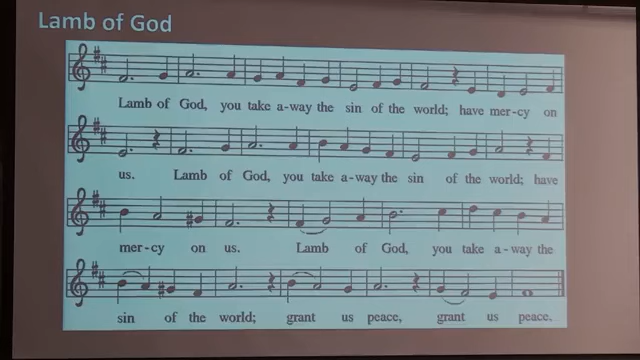 Lamb of God
Lamb of God, you take a-way the sin of the world; have mer-cy on
us. Lamb of God, you take a-way the sin of the world; have
mer-cy on us. Lamb of God, you take a-way the
sin of the world; grant us peace, grant us peace.